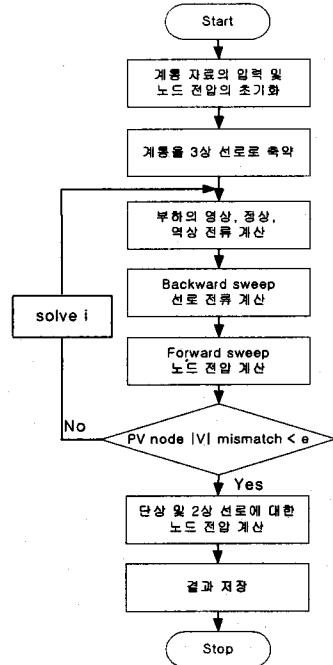 Start
계통 자료의 입력 및
노드 전압의 초기화
계통을 3상 선로로 축약
부하의 영상, 정상,
역상 전류 계산
Backward sweep
선로 전류 계산
solve i
Forward sweep
노드 전압 계산
No
PV node |V| mismatch < e
Yes
단상 및 2상 선로에 대한
노드 전압 계산
결과 저장
Stop